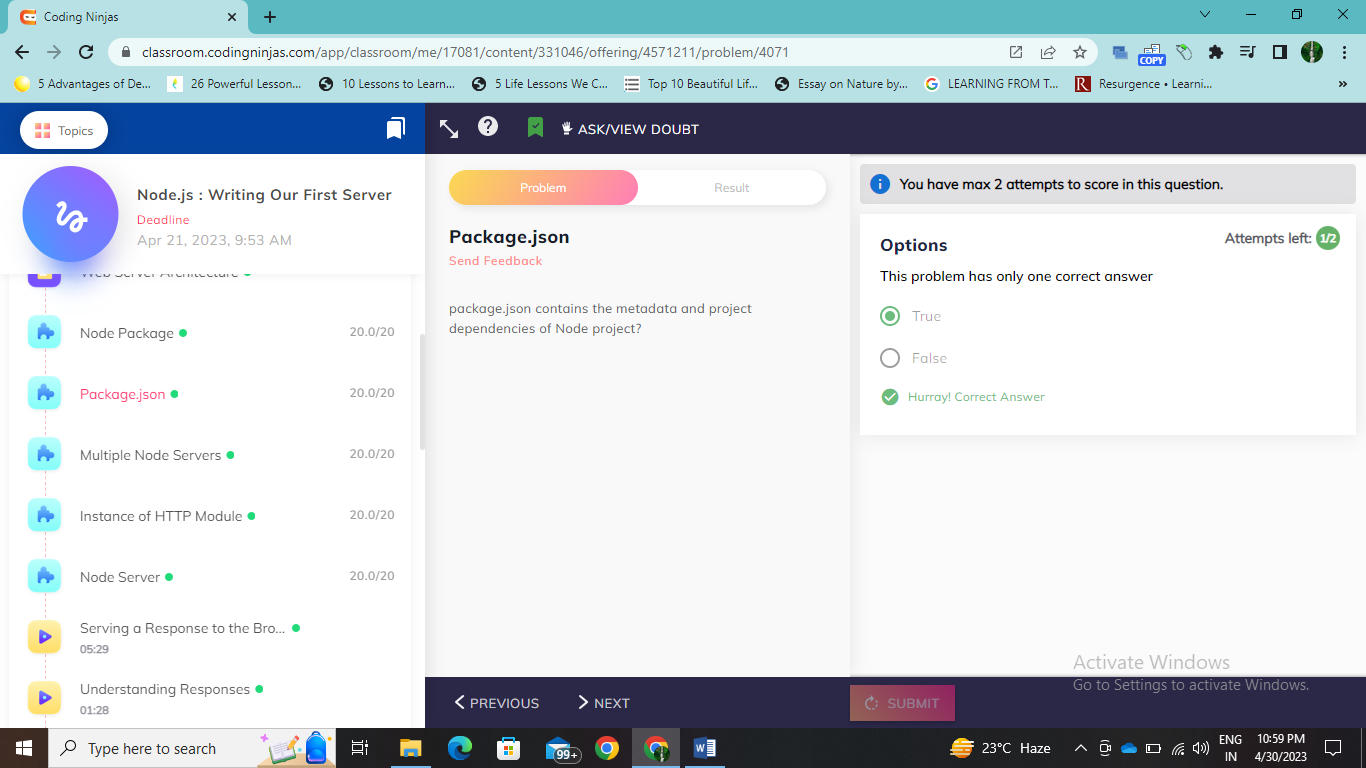 Coding Ninjas
classroom.codingninjas.com/app/classroom/me/17081/content/331046/offering/4571211/problem/4071
COPY
5 Advantages of De...
26 Powerful Lesson...
10 Lessons to Learn...
5 Life Lessons We C...
Top 10 Beautiful Lif...
Essay on Nature by...
LEARNING FROM T...
Resurgence • Learni...
Topics
ASK/VIEW DOUBT
Node.js : Writing Our First Server
Deadline
Apr 21, 2023, 9:53 AM
Web Server Architecture
Node Package 20.0/20
Package.json 20.0/20
Multiple Node Servers 20.0/20
Instance of HTTP Module 20.0/20
Node Server 20.0/20
Serving a Response to the Bro...
05:29
Understanding Responses
01:28
Problem
Result
Package.json
Send Feedback
package.json contains the metadata and project
dependencies of Node project?
You have max 2 attempts to score in this question.
Options
Attempts left: 1/2
This problem has only one correct answer
True
False
Hurray! Correct Answer
Activate Windows
Go to Settings to activate Windows.
PREVIOUS
NEXT
SUBMIT
Type here to search
99+
23°C Haze
ENG
IN
10:59 PM
4/30/2023